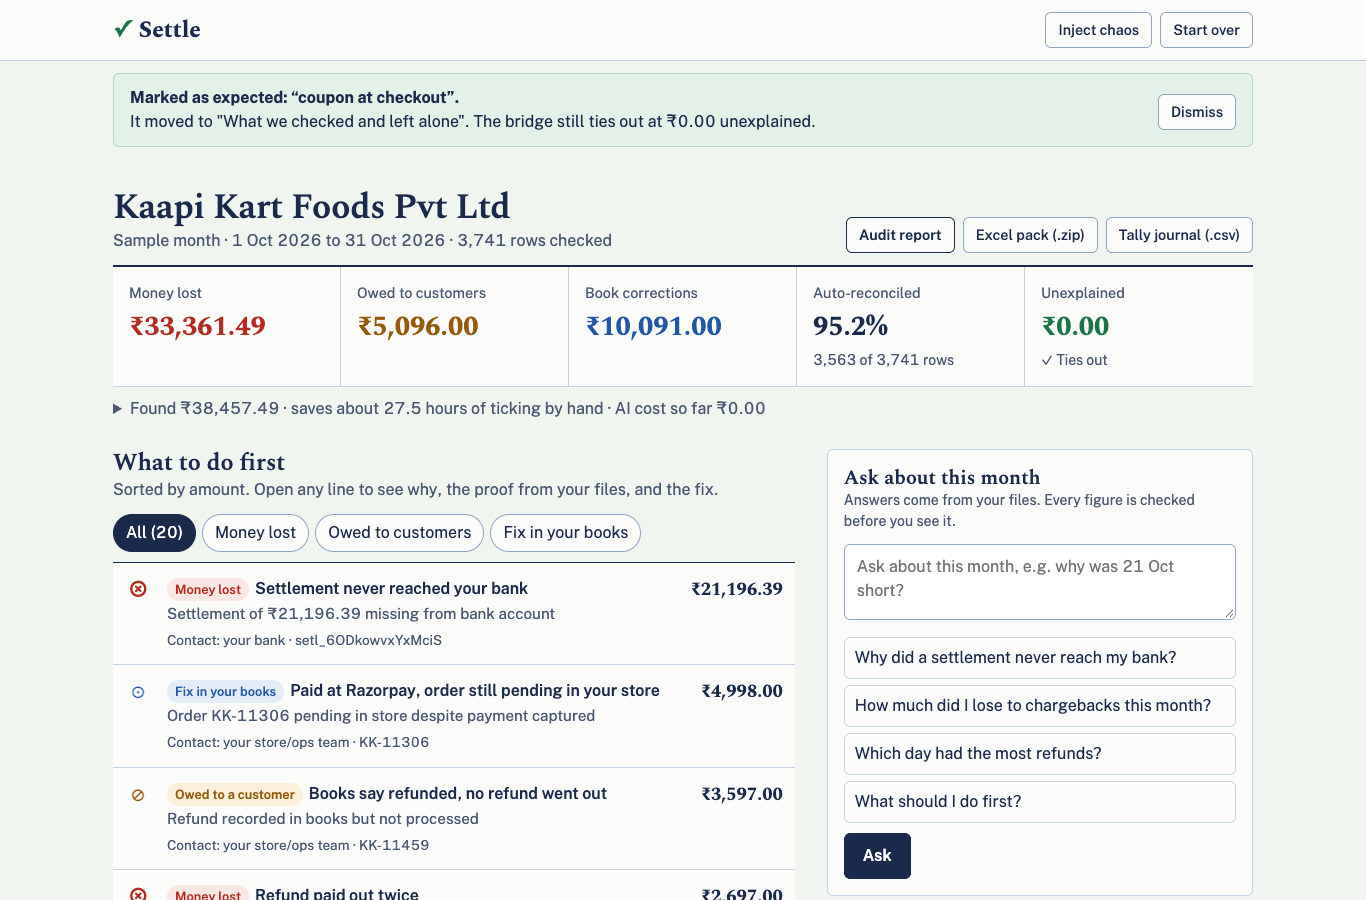 ✓ Settle
Inject chaos
Start over
Marked as expected: “coupon at checkout”.
It moved to "What we checked and left alone". The bridge still ties out at ₹0.00 unexplained.
Dismiss
Kaapi Kart Foods Pvt Ltd
Sample month · 1 Oct 2026 to 31 Oct 2026 · 3,741 rows checked
Audit report
Excel pack (.zip)
Tally journal (.csv)
Money lost
₹33,361.49
Owed to customers
₹5,096.00
Book corrections
₹10,091.00
Auto-reconciled
95.2%
3,563 of 3,741 rows
Unexplained
₹0.00
✓ Ties out
▶ Found ₹38,457.49 · saves about 27.5 hours of ticking by hand · AI cost so far ₹0.00
What to do first
Sorted by amount. Open any line to see why, the proof from your files, and the fix.
All (20)
Money lost
Owed to customers
Fix in your books
Money lost Settlement never reached your bank ₹21,196.39
Settlement of ₹21,196.39 missing from bank account
Contact: your bank · setl_6ODkowvxYxMciS
Fix in your books Paid at Razorpay, order still pending in your store ₹4,998.00
Order KK-11306 pending in store despite payment captured
Contact: your store/ops team · KK-11306
Owed to a customer Books say refunded, no refund went out ₹3,597.00
Refund recorded in books but not processed
Contact: your store/ops team · KK-11459
Money lost Refund paid out twice ₹2,697.00
Ask about this month
Answers come from your files. Every figure is checked
before you see it.
Ask about this month, e.g. why was 21 Oct
short?
Why did a settlement never reach my bank?
How much did I lose to chargebacks this month?
Which day had the most refunds?
What should I do first?
Ask